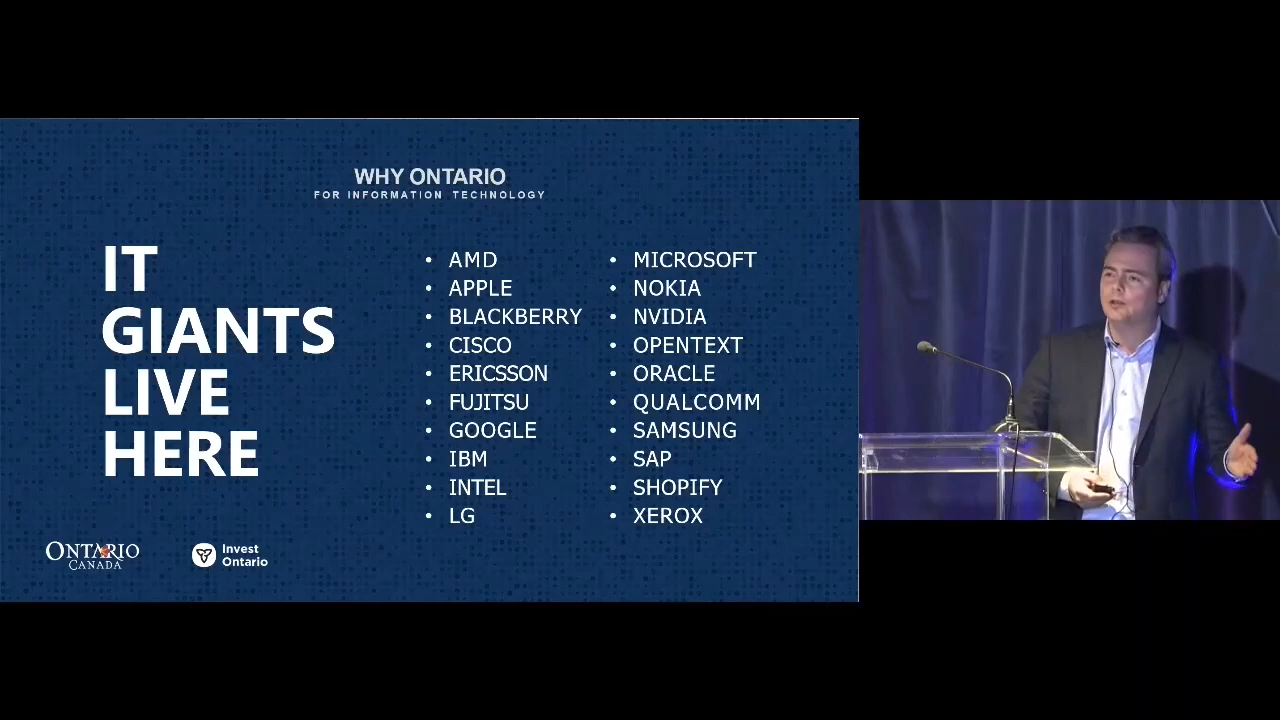 WHY ONTARIO
FOR INFORMATION TECHNOLOGY
IT
GIANTS
LIVE
HERE
• AMD
• APPLE
• BLACKBERRY
• CISCO
• ERICSSON
• FUJITSU
• GOOGLE
• IBM
• INTEL
• LG
• MICROSOFT
• NOKIA
• NVIDIA
• OPENTEXT
• ORACLE
• QUALCOMM
• SAMSUNG
• SAP
• SHOPIFY
• XEROX
ONTARIO
CANADA
Invest
Ontario